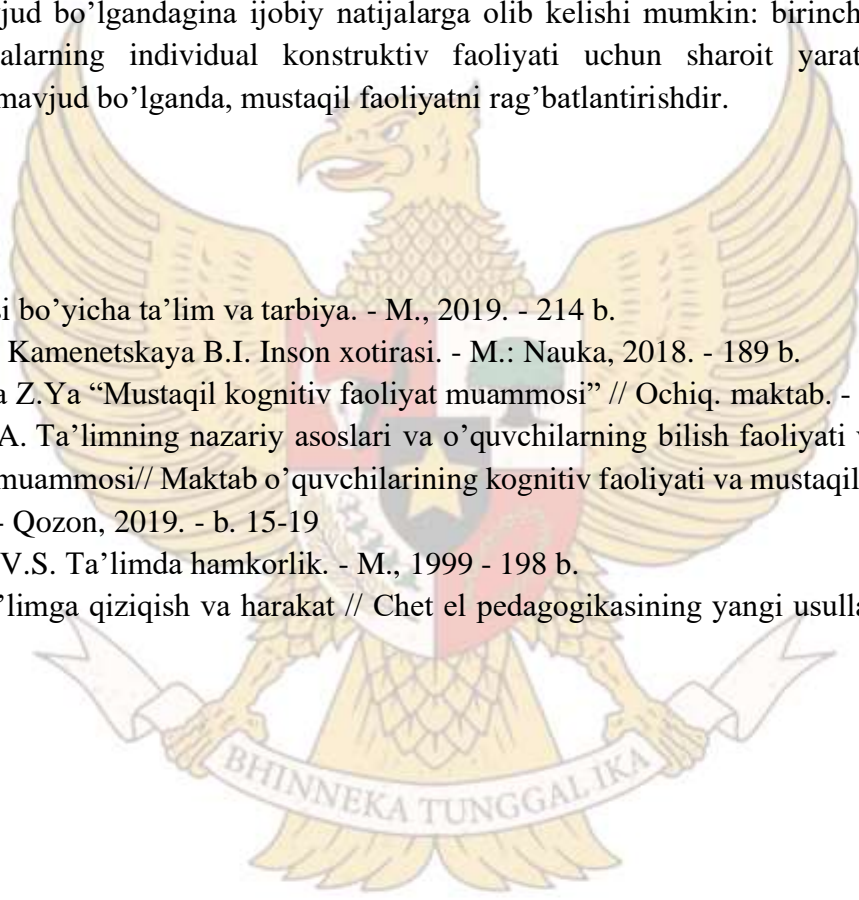 jud bo’lgandagina ijobiy natijalarga olib kelishi mumkin: birinch
alarning individual konstruktiv faoliyati uchun sharoit yarat
mavjud bo’lganda, mustaqil faoliyatni rag’batlantirishdir.
si bo’yicha ta’lim va tarbiya. - M., 2019. - 214 b.
Kamenetskaya B.I. Inson xotirasi. - M.: Nauka, 2018. - 189 b.
a Z.Ya “Mustaqil kognitiv faoliyat muammosi” // Ochiq. maktab. -
A. Ta’limning nazariy asoslari va o’quvchilarning bilish faoliyati v
muammosi// Maktab o’quvchilarining kognitiv faoliyati va mustaqil
- Qozon, 2019. - b. 15-19
V.S. Ta’limda hamkorlik. - M., 1999 - 198 b.
’limga qiziqish va harakat // Chet el pedagogikasining yangi usulla
BHINNEKA TUNGGAL IKA